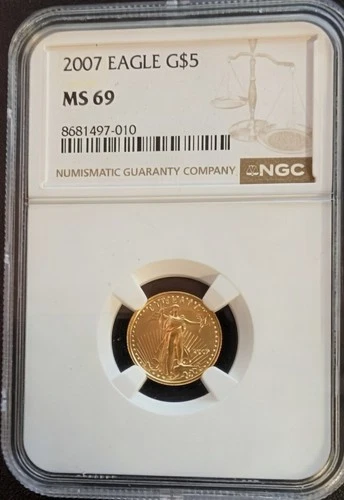 2007 EAGLE G$5
MS 69
8681497-010
NUMISMATIC GUARANTY COMPANY
NGC